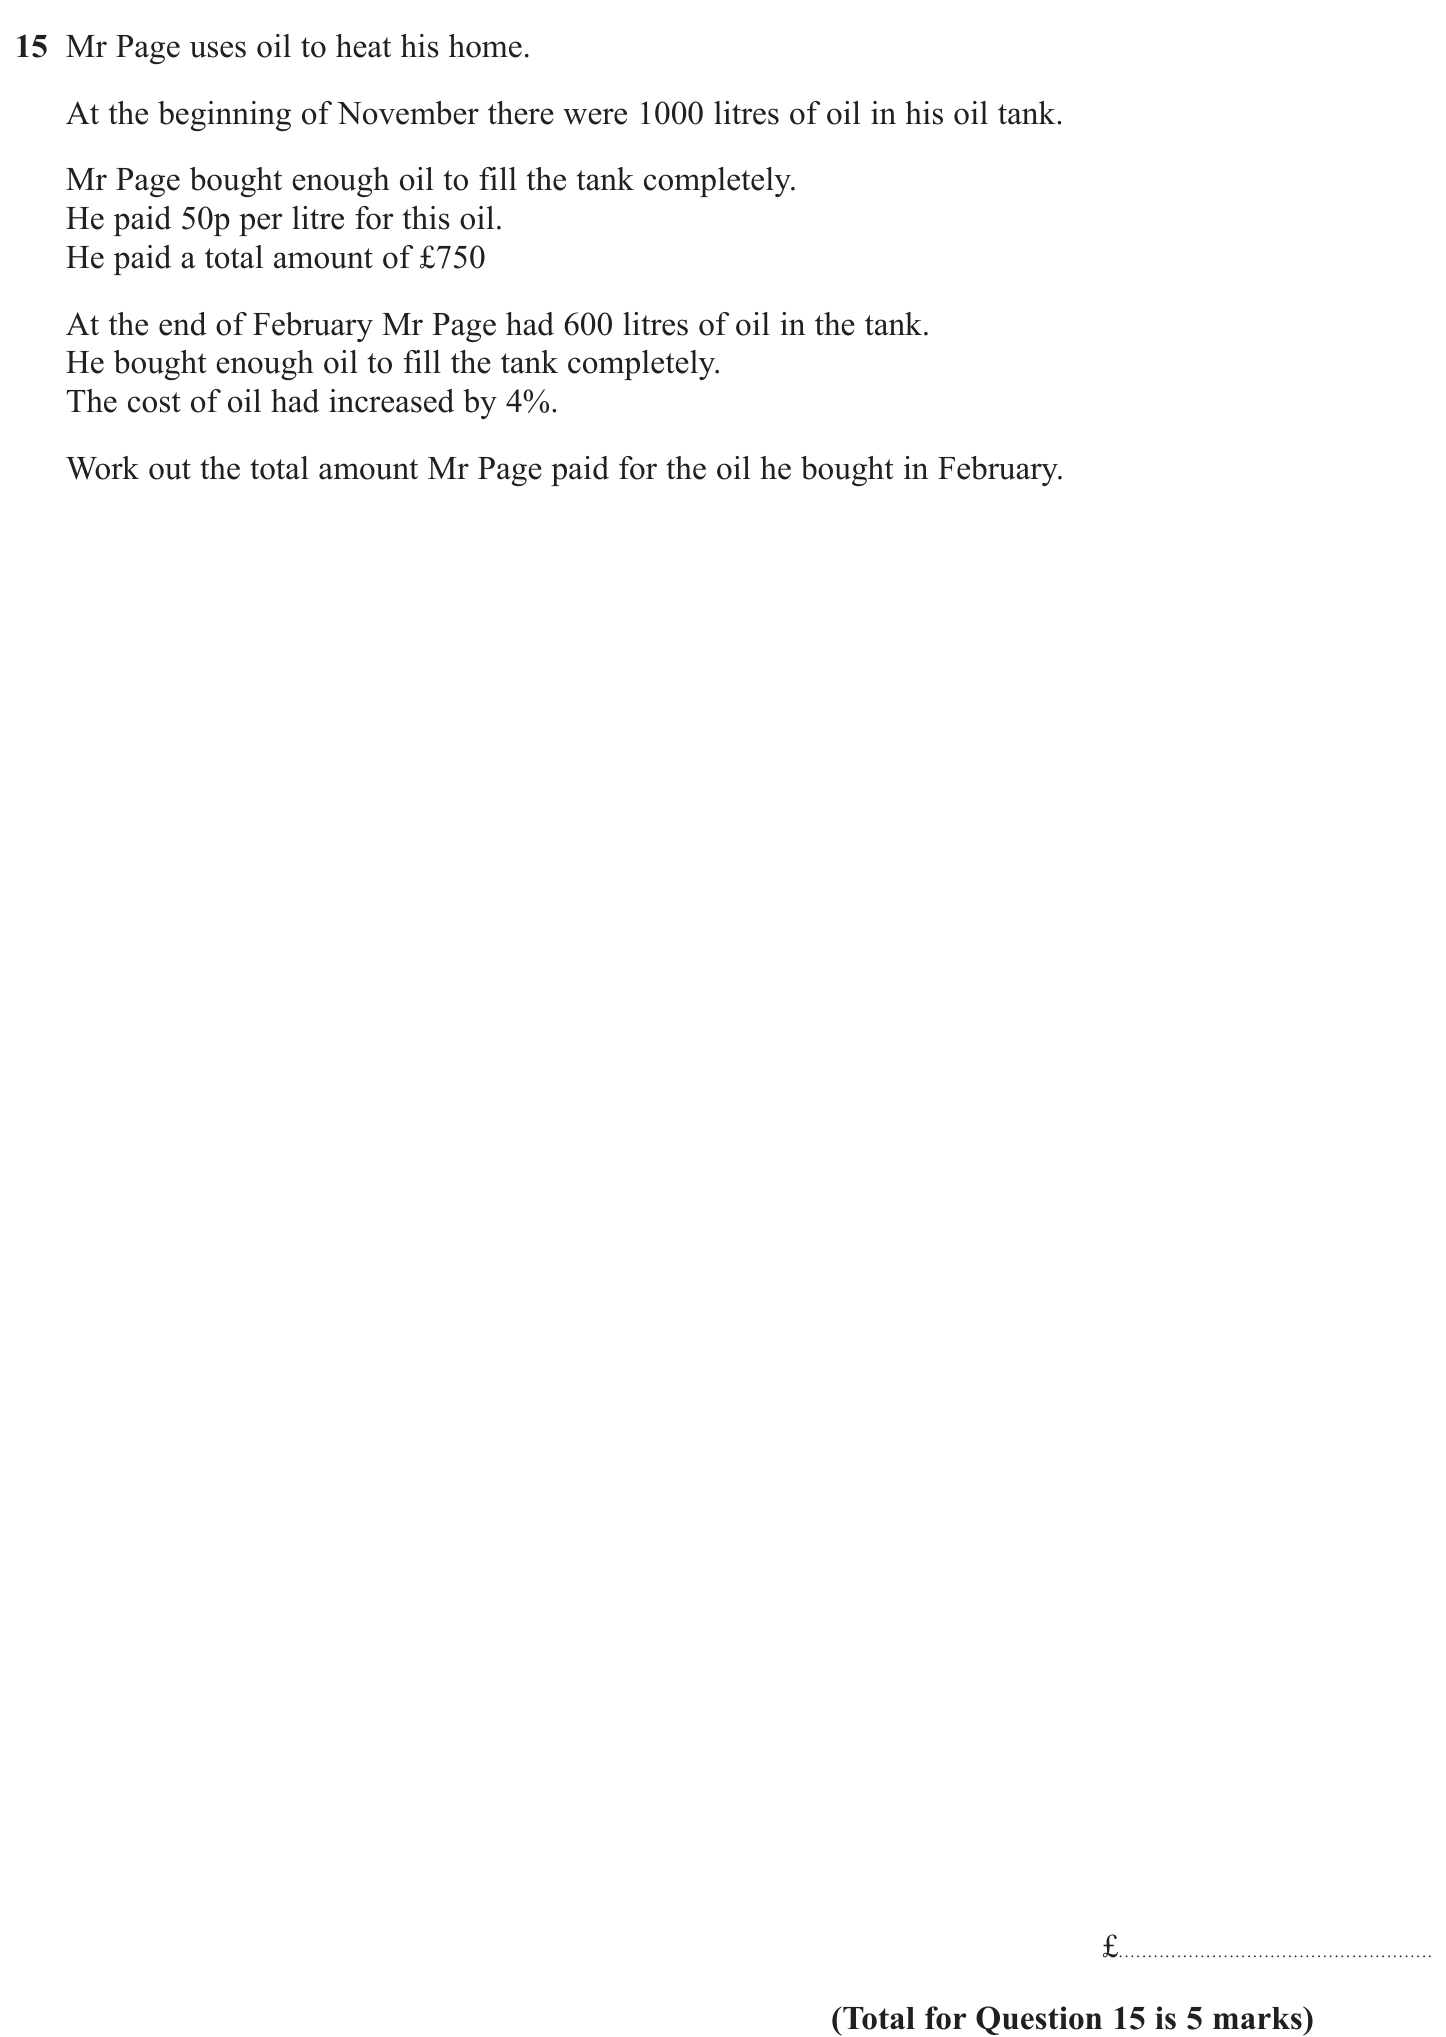 15 Mr Page uses oil to heat his home.
At the beginning of November there were 1000 litres of oil in his oil tank.
Mr Page bought enough oil to fill the tank completely.
He paid 50p per litre for this oil.
He paid a total amount of £750
At the end of February Mr Page had 600 litres of oil in the tank.
He bought enough oil to fill the tank completely.
The cost of oil had increased by 4%.
Work out the total amount Mr Page paid for the oil he bought in February.
£......................................................
(Total for Question 15 is 5 marks)